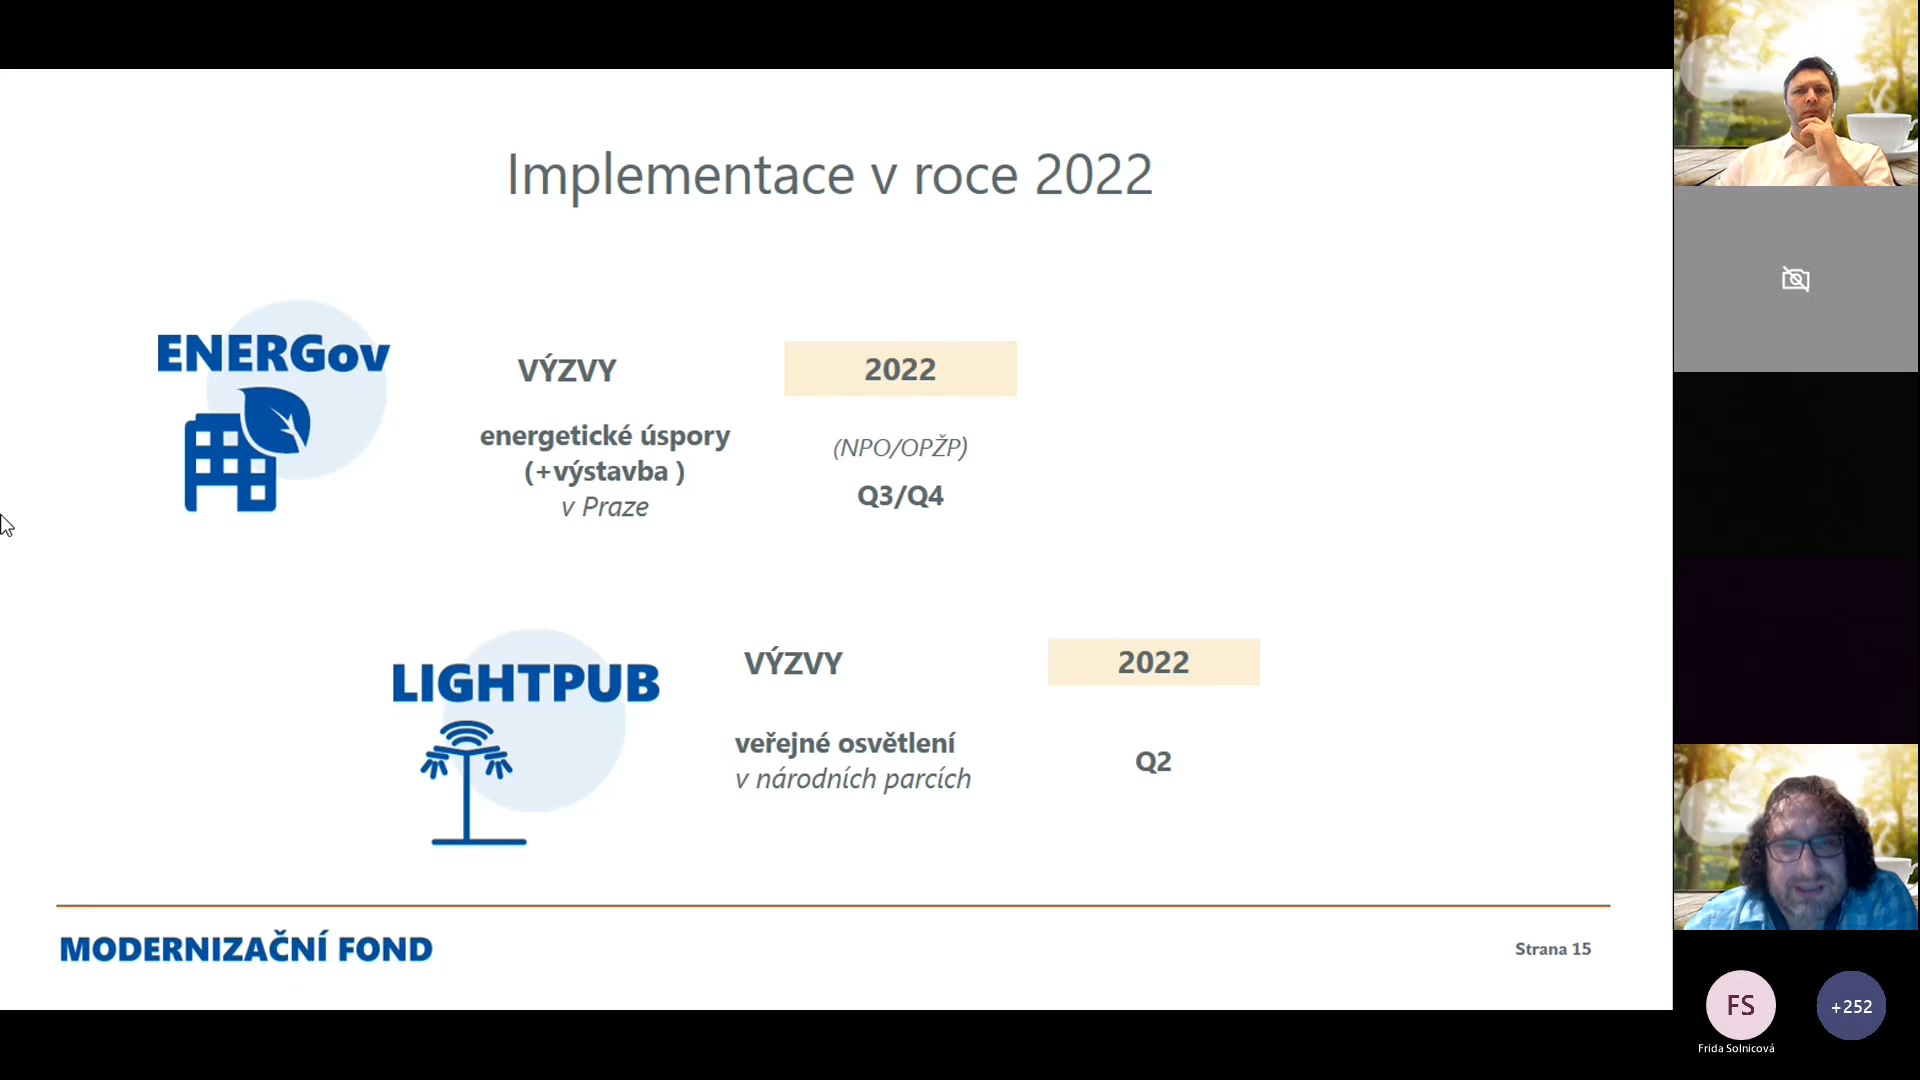 Implementace v roce 2022
ENERGov
VÝZVY
2022
energetické úspory
(+výstavba )
v Praze
(NPO/OPŽP)
Q3/Q4
LIGHTPUB
VÝZVY
2022
veřejné osvětlení
v národních parcích
Q2
MODERNIZAČNÍ FOND
Strana 15
FS
+252
Frida Solnicová